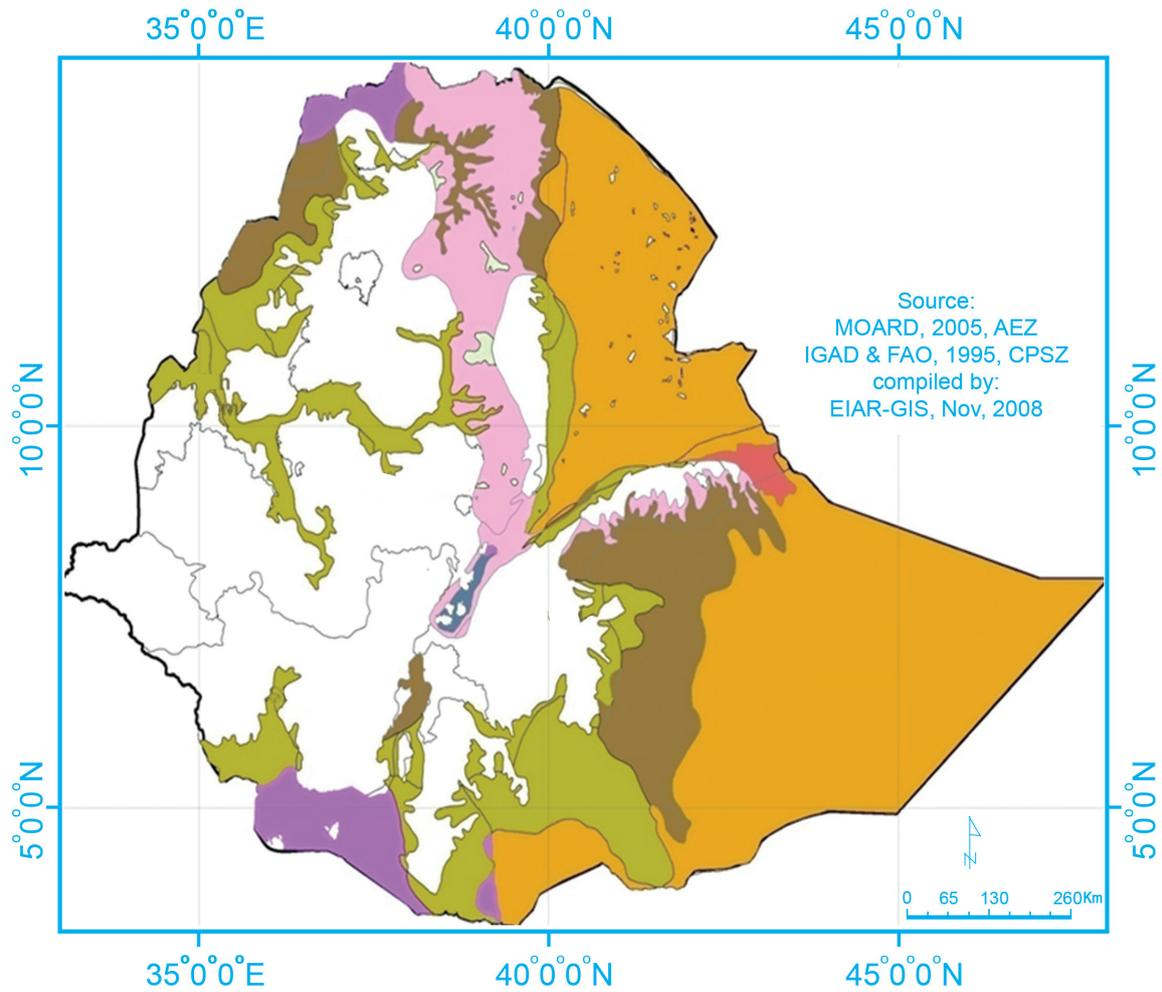 35°0'0"E 40°0'0"N 45°0'0"N
10°0'0"N
10°0'0"N
5°0'0"N
5°0'0"N
Source:
MOARD, 2005, AEZ
IGAD & FAO, 1995, CPSZ
compiled by:
EIAR-GIS, Nov, 2008
N
0 65 130 260Km
35°0'0"E 40°0'0"N 45°0'0"N